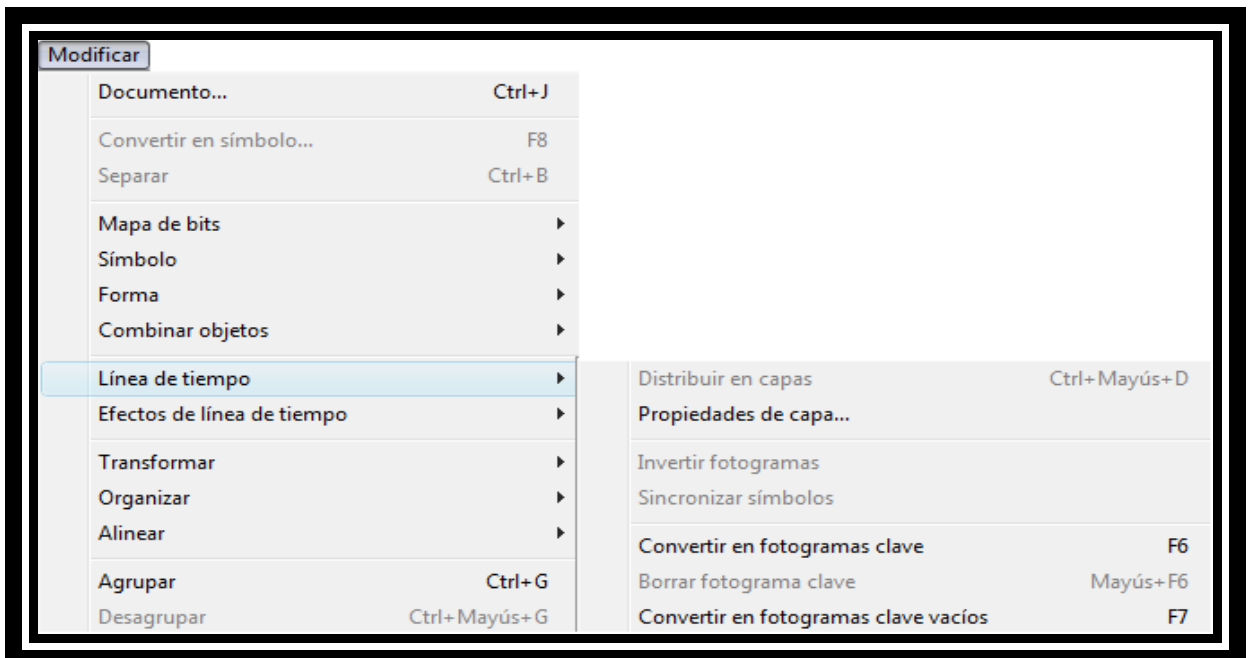 Modificar
Documento... Ctrl+J
Convertir en símbolo... F8
Separar Ctrl+B
Mapa de bits
Símbolo
Forma
Combinar objetos
Línea de tiempo
Efectos de línea de tiempo
Transformar
Organizar
Alinear
Agrupar Ctrl+G
Desagrupar Ctrl+Mayús+G
Distribuir en capas Ctrl+Mayús+D
Propiedades de capa...
Invertir fotogramas
Sincronizar símbolos
Convertir en fotogramas clave F6
Borrar fotograma clave Mayús+F6
Convertir en fotogramas clave vacíos F7